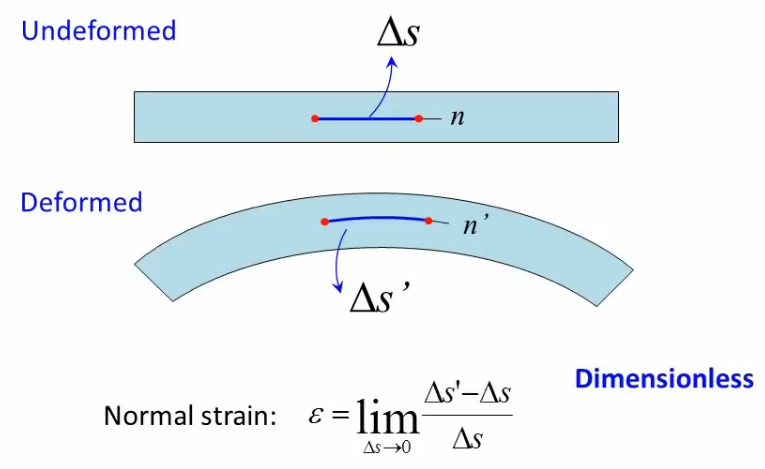 Undeformed
Δs
n
Deformed
n’
Δs’
Dimensionless
Normal strain: ε = lim Δs→0 Δs'−Δs / Δs